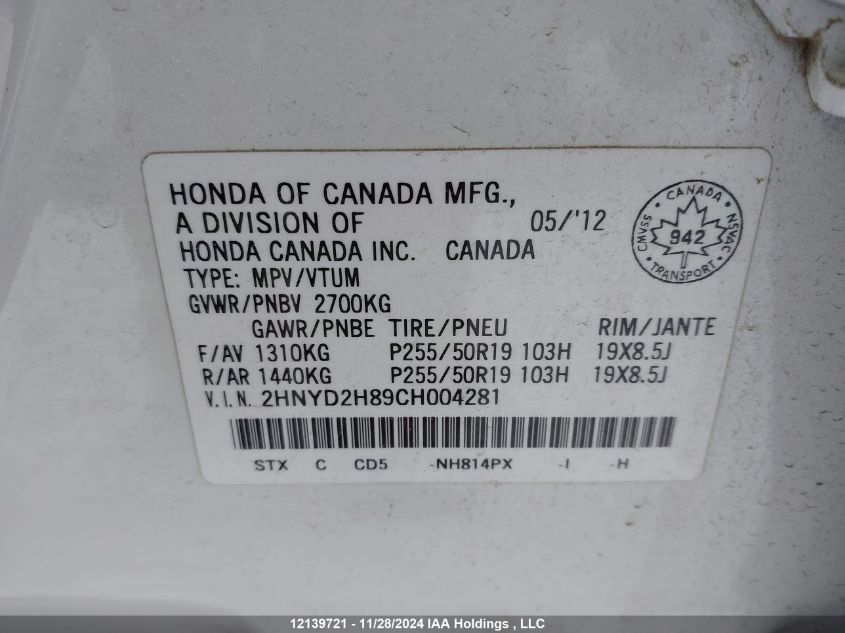 HONDA OF CANADA MFG.,
A DIVISION OF 05/'12
HONDA CANADA INC. CANADA
TYPE: MPV/VTUM
GVWR/PNBV 2700KG
GAWR/PNBE TIRE/PNEU RIM/JANTE
F/AV 1310KG P255/50R19 103H 19X8.5J
R/AR 1440KG P255/50R19 103H 19X8.5J
V.I.N. 2HNYD2H89CH004281
STX C CD5 -NH814PX -I -H
• CANADA •
CMVSS
942
NSVAC
• TRANSPORT •
12139721 - 11/28/2024 IAA Holdings , LLC